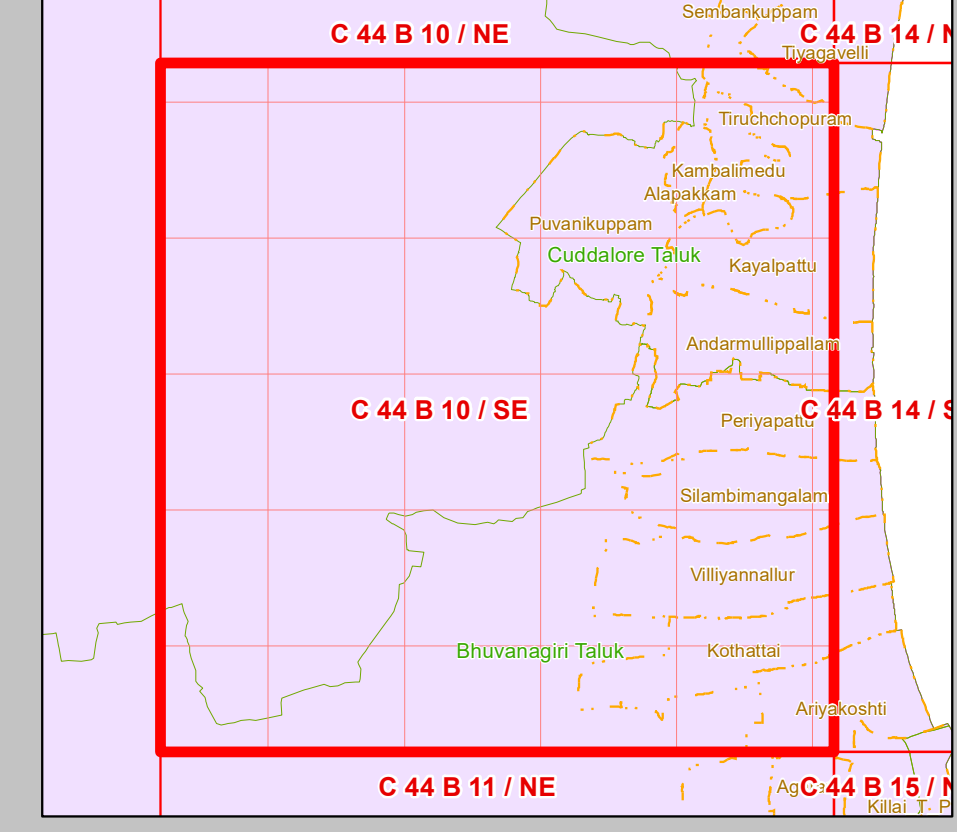 Sembankuppam
C 44 B 10 / NE
C 44 B 14 /
Tiyagavelli
Tiruchchopuram
Kambalimedu
Alapakkam
Puvanikuppam
Cuddalore Taluk
Kayalpattu
Andarmullippallam
C 44 B 10 / SE
C 44 B 14 /
Periyapattu
Silambimangalam
Villiyannallur
Bhuvanagiri Taluk
Kothattai
Ariyakoshti
C 44 B 11 / NE
C 44 B 15 /
Killai T. P